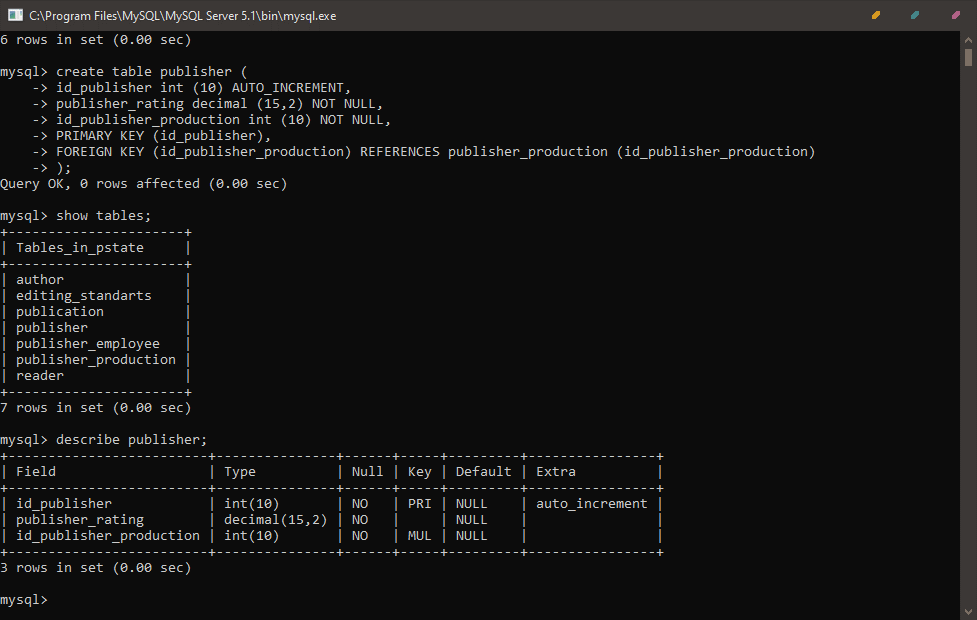 C:\Program Files\MySQL\MySQL Server 5.1\bin\mysql.exe
6 rows in set (0.00 sec)
mysql> create table publisher (
    -> id_publisher int (10) AUTO_INCREMENT,
    -> publisher_rating decimal (15,2) NOT NULL,
    -> id_publisher_production int (10) NOT NULL,
    -> PRIMARY KEY (id_publisher),
    -> FOREIGN KEY (id_publisher_production) REFERENCES publisher_production (id_publisher_production)
    -> );
Query OK, 0 rows affected (0.00 sec)
mysql> show tables;
+----------------------+
| Tables_in_pstate     |
+----------------------+
| author               |
| editing_standarts    |
| publication          |
| publisher            |
| publisher_employee   |
| publisher_production |
| reader               |
+----------------------+
7 rows in set (0.00 sec)
mysql> describe publisher;
+-------------------------+---------------+------+-----+---------+----------------+
| Field                   | Type          | Null | Key | Default | Extra          |
+-------------------------+---------------+------+-----+---------+----------------+
| id_publisher            | int(10)       | NO   | PRI | NULL    | auto_increment |
| publisher_rating        | decimal(15,2) | NO   |     | NULL    |                |
| id_publisher_production | int(10)       | NO   | MUL | NULL    |                |
+-------------------------+---------------+------+-----+---------+----------------+
3 rows in set (0.00 sec)
mysql>